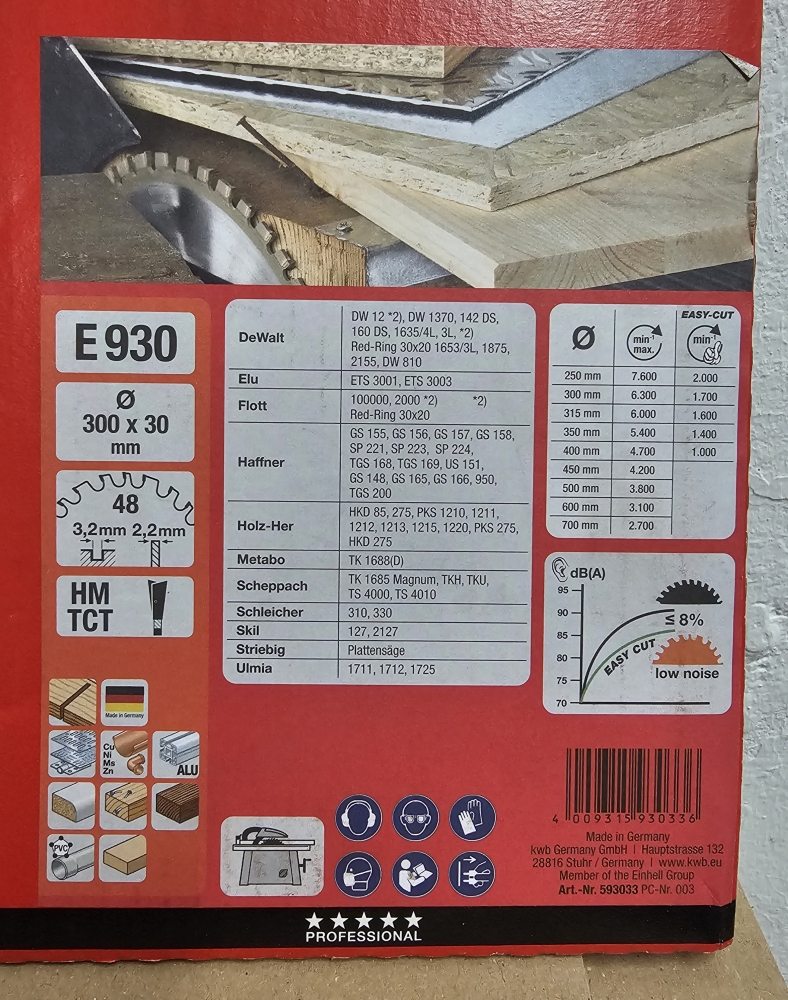 E 930
Ø
300 x 30
mm
48
3,2mm 2,2mm
HM
TCT
Made in Germany
Cu
Ni
Ms
Zn
ALU
PVC
DeWalt
DW 12 *2), DW 1370, 142 DS,
160 DS, 1635/4L, 3L, *2)
Red-Ring 30x20 1653/3L, 1875,
2155, DW 810
Elu
ETS 3001, ETS 3003
Flott
100000, 2000 *2) *2)
Red-Ring 30x20
Haffner
GS 155, GS 156, GS 157, GS 158,
SP 221, SP 223, SP 224,
TGS 168, TGS 169, US 151,
GS 148, GS 165, GS 166, 950,
TGS 200
Holz-Her
HKD 85, 275, PKS 1210, 1211,
1212, 1213, 1215, 1220, PKS 275,
HKD 275
Metabo
TK 1688(D)
Scheppach
TK 1685 Magnum, TKH, TKU,
TS 4000, TS 4010
Schleicher
310, 330
Skil
127, 2127
Striebig
Plattensäge
Ulmia
1711, 1712, 1725
EASY-CUT
Ø min-1 max. min-1
250 mm 7.600 2.000
300 mm 6.300 1.700
315 mm 6.000 1.600
350 mm 5.400 1.400
400 mm 4.700 1.000
450 mm 4.200
500 mm 3.800
600 mm 3.100
700 mm 2.700
dB(A)
95
90
85
80
75
70
≤ 8%
EASY CUT
low noise
4 009315 930336
Made in Germany
kwb Germany GmbH | Hauptstrasse 132
28816 Stuhr / Germany | www.kwb.eu
Member of the Einhell Group
Art.-Nr. 593033 PC-Nr. 003
Ø
PROFESSIONAL